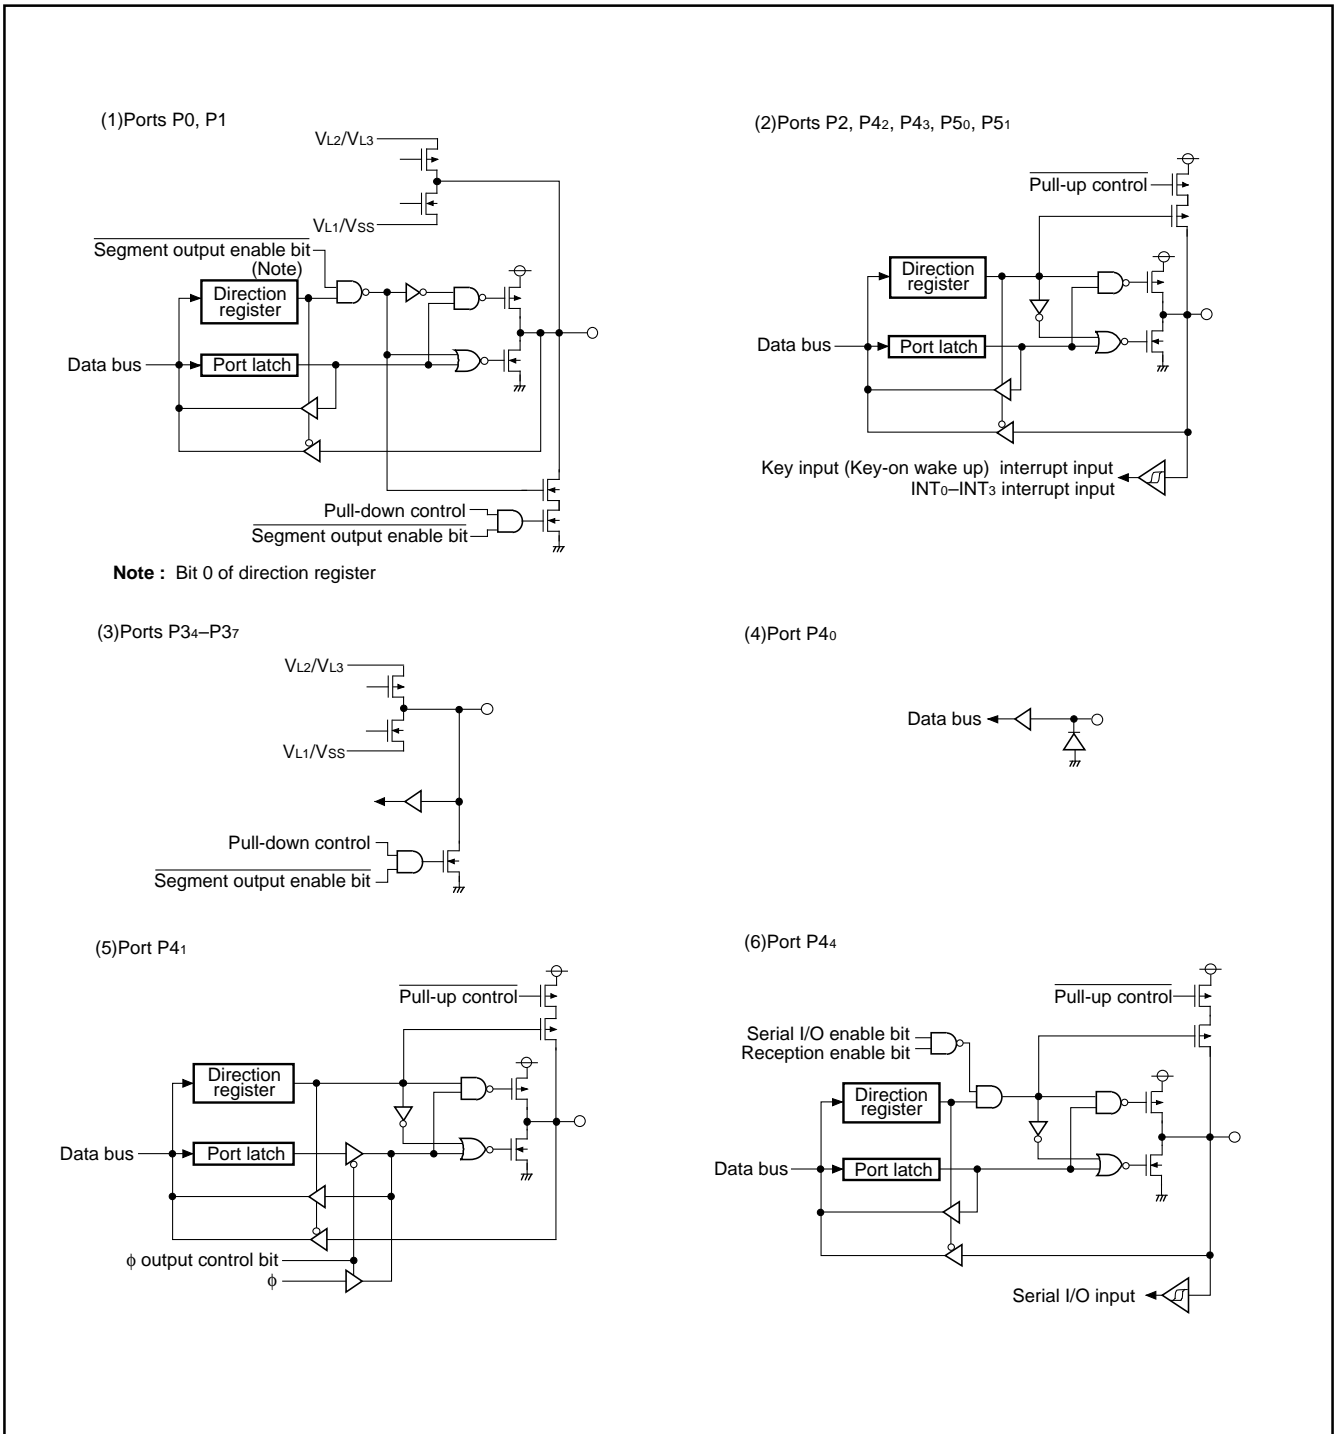 (1)Ports P0, P1
VL2/VL3
VL1/VSS
Segment output enable bit
(Note)
Direction
register
Data bus
Port latch
Pull-down control
Segment output enable bit
Note : Bit 0 of direction register
(2)Ports P2, P42, P43, P50, P51
Pull-up control
Direction
register
Data bus
Port latch
Key input (Key-on wake up) interrupt input
INT0–INT3 interrupt input
(3)Ports P34–P37
VL2/VL3
VL1/VSS
Pull-down control
Segment output enable bit
(4)Port P40
Data bus
(5)Port P41
Pull-up control
Direction
register
Data bus
Port latch
ϕ output control bit
ϕ
(6)Port P44
Pull-up control
Serial I/O enable bit
Reception enable bit
Direction
register
Data bus
Port latch
Serial I/O input